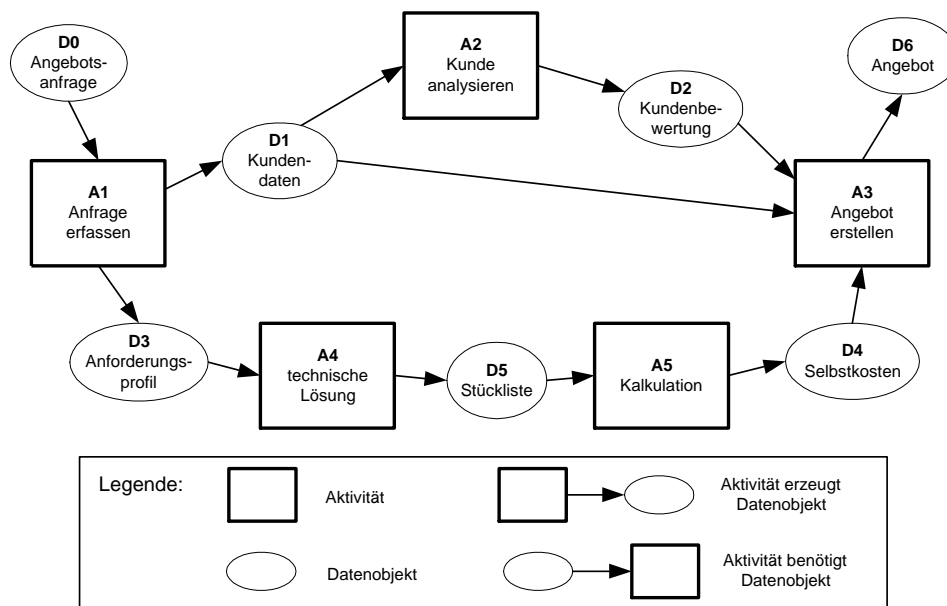 D0
Angebots-
anfrage
A2
Kunde
analysieren
D6
Angebot
D2
Kundenbe-
wertung
D1
Kunden-
daten
A1
Anfrage
erfassen
A3
Angebot
erstellen
D3
Anforderungs-
profil
A4
technische
Lösung
D5
Stückliste
A5
Kalkulation
D4
Selbstkosten
Legende:
Aktivität
Aktivität erzeugt
Datenobjekt
Datenobjekt
Aktivität benötigt
Datenobjekt